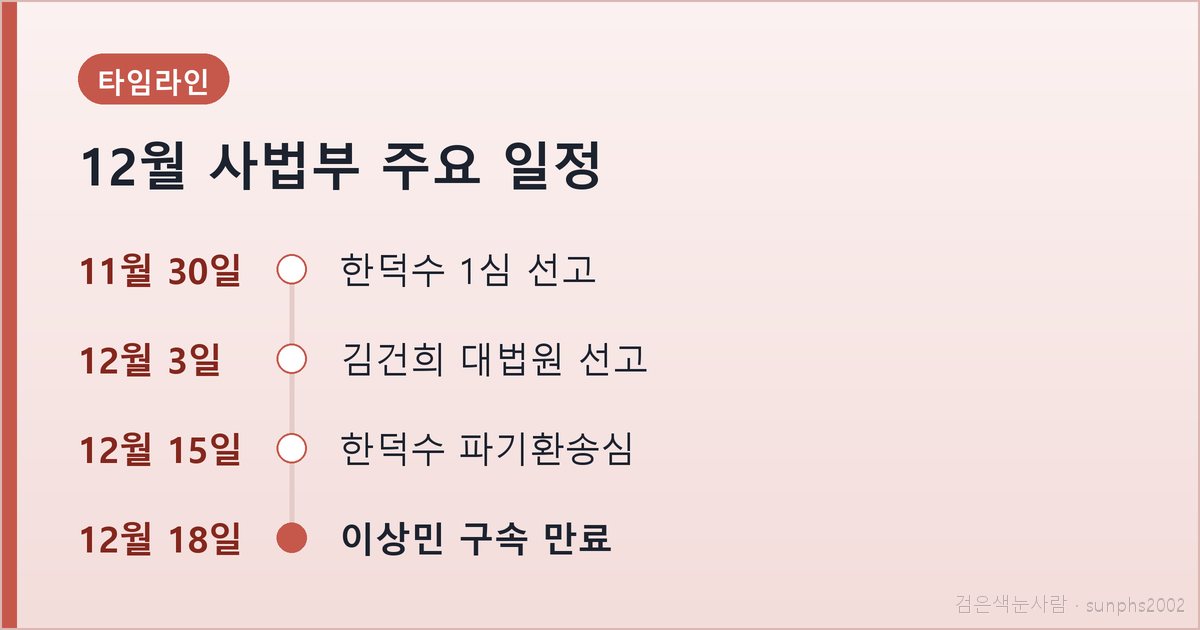 타임라인
12월 사법부 주요 일정
11월 30일 한덕수 1심 선고
12월 3일 김건희 대법원 선고
12월 15일 한덕수 파기환송심
12월 18일 이상민 구속 만료
검은색눈사람 · sunphs2002